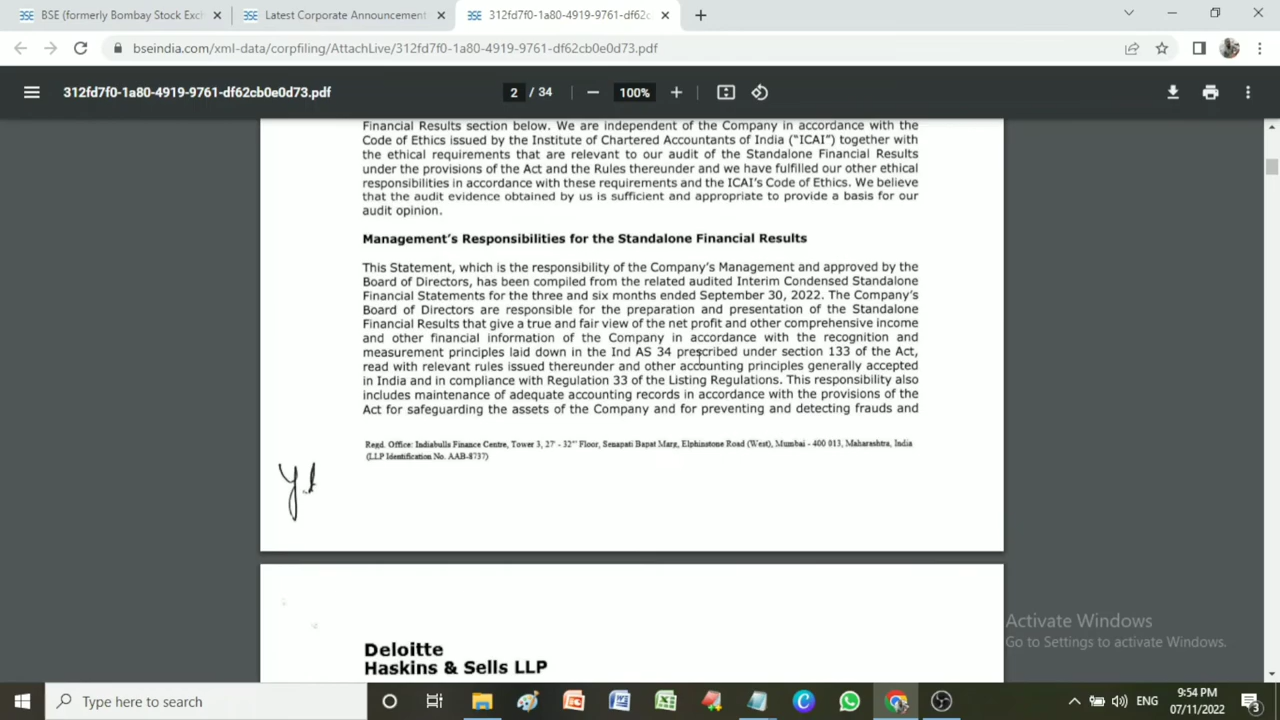 BSE (formerly Bombay Stock Exch
Latest Corporate Announcement
312fd7f0-1a80-4919-9761-df62c
bseindia.com/xml-data/corpfiling/AttachLive/312fd7f0-1a80-4919-9761-df62cb0e0d73.pdf
312fd7f0-1a80-4919-9761-df62cb0e0d73.pdf
2 / 34
100%
Financial Results section below. We are independent of the Company in accordance with the
Code of Ethics issued by the Institute of Chartered Accountants of India ("ICAI") together with
the ethical requirements that are relevant to our audit of the Standalone Financial Results
under the provisions of the Act and the Rules thereunder and we have fulfilled our other ethical
responsibilities in accordance with these requirements and the ICAI's Code of Ethics. We believe
that the audit evidence obtained by us is sufficient and appropriate to provide a basis for our
audit opinion.
Management's Responsibilities for the Standalone Financial Results
This Statement, which is the responsibility of the Company's Management and approved by the
Board of Directors, has been compiled from the related audited Interim Condensed Standalone
Financial Statements for the three and six months ended September 30, 2022. The Company's
Board of Directors are responsible for the preparation and presentation of the Standalone
Financial Results that give a true and fair view of the net profit and other comprehensive income
and other financial information of the Company in accordance with the recognition and
measurement principles laid down in the Ind AS 34 prescribed under section 133 of the Act,
read with relevant rules issued thereunder and other accounting principles generally accepted
in India and in compliance with Regulation 33 of the Listing Regulations. This responsibility also
includes maintenance of adequate accounting records in accordance with the provisions of the
Act for safeguarding the assets of the Company and for preventing and detecting frauds and
Regd. Office: Indiabulls Finance Centre, Tower 3, 27" - 32" Floor, Senapati Bapat Marg, Elphinstone Road (West), Mumbai - 400 013, Maharashtra, India
(LLP Identification No. AAB-8737)
Deloitte
Haskins & Sells LLP
Activate Windows
Go to Settings to activate Windows.
Type here to search
ENG
9:54 PM
07/11/2022
3